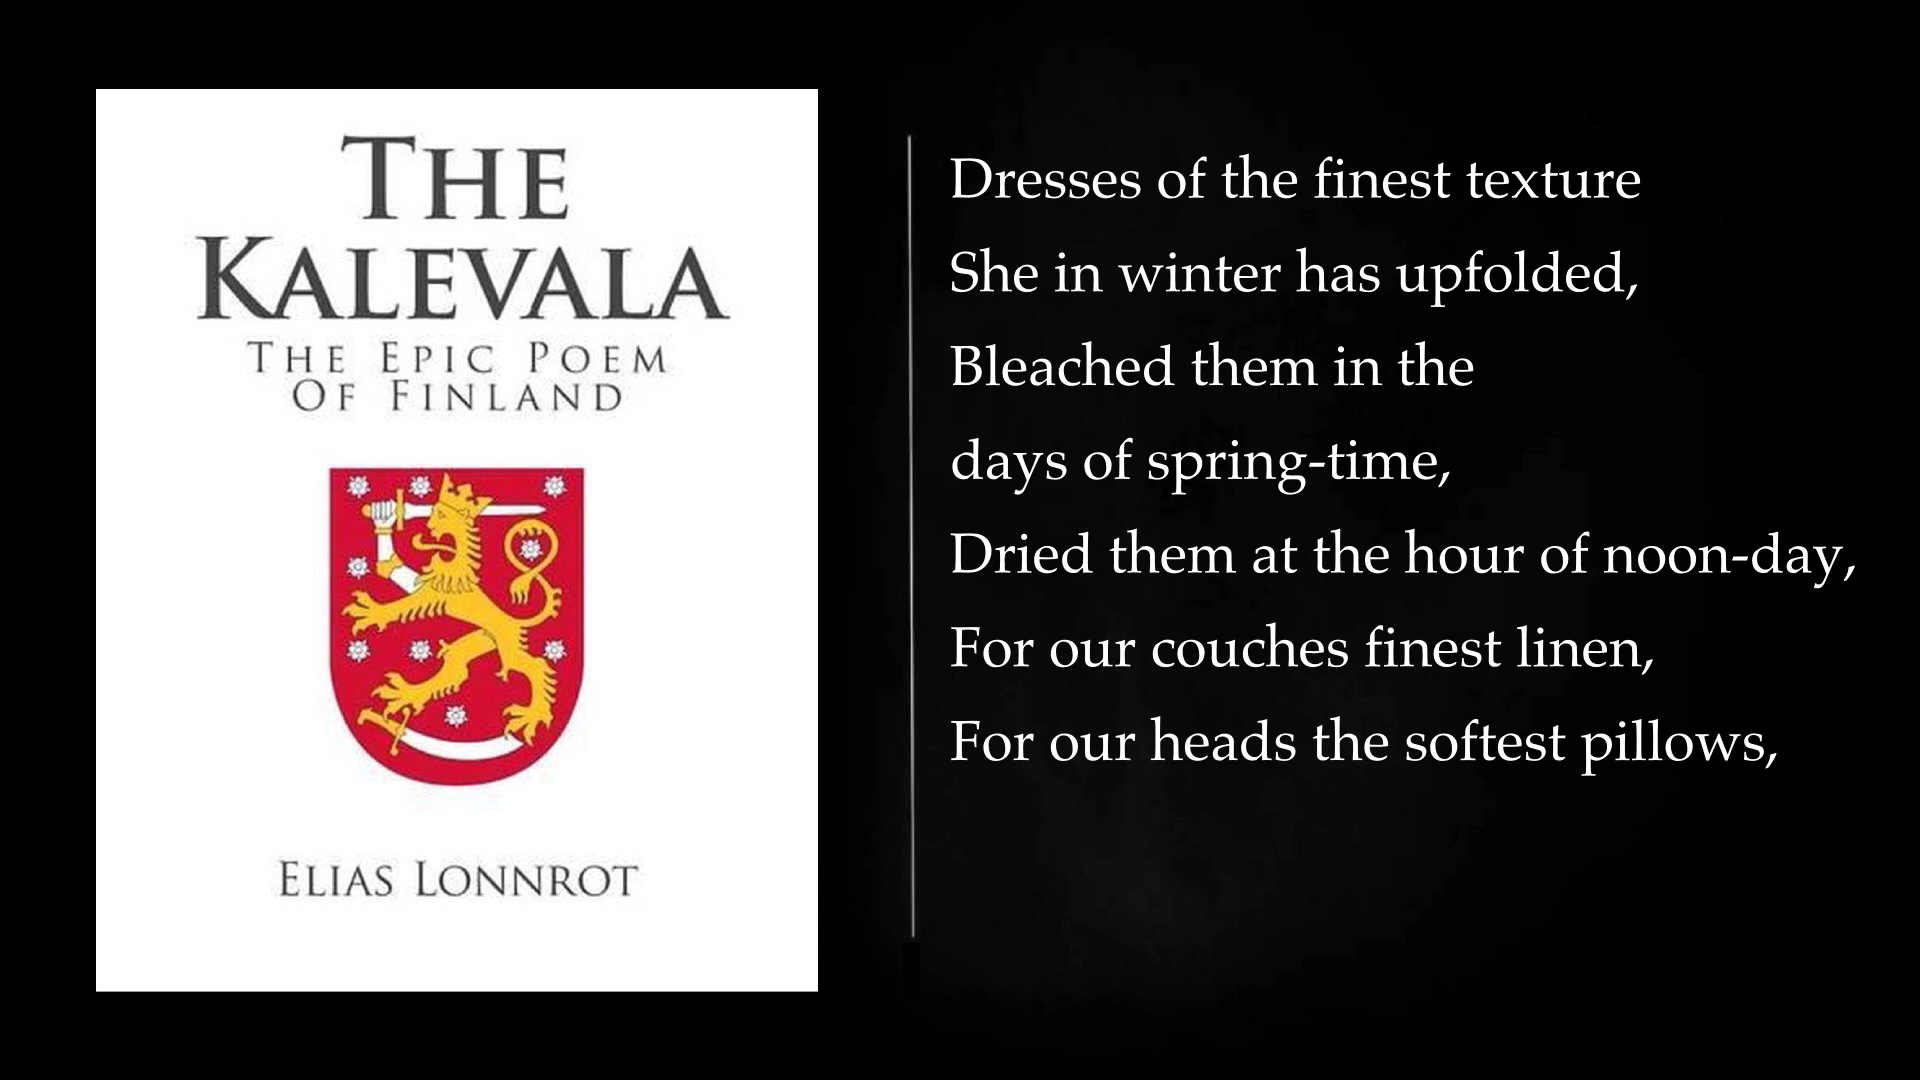 THE
KALEVALA
THE EPIC POEM
OF FINLAND
ELIAS LONNROT
Dresses of the finest texture
She in winter has upfolded,
Bleached them in the
days of spring-time,
Dried them at the hour of noon-day,
For our couches finest linen,
For our heads the softest pillows,